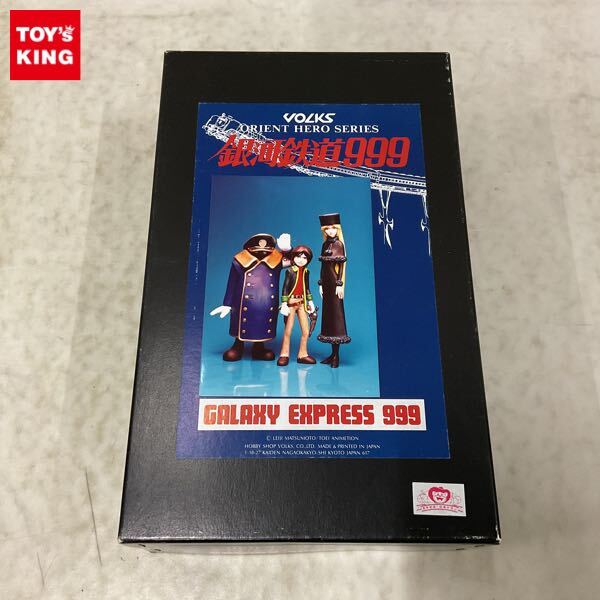 TOY's
KING
VOLKS
ORIENT HERO SERIES
銀河鉄道999
GALAXY EXPRESS 999
© LEIJI MATSUMOTO/TOEI ANIMETION
HOBBY SHOP VOLKS. CO.,LTD. MADE & PRINTED IN JAPAN